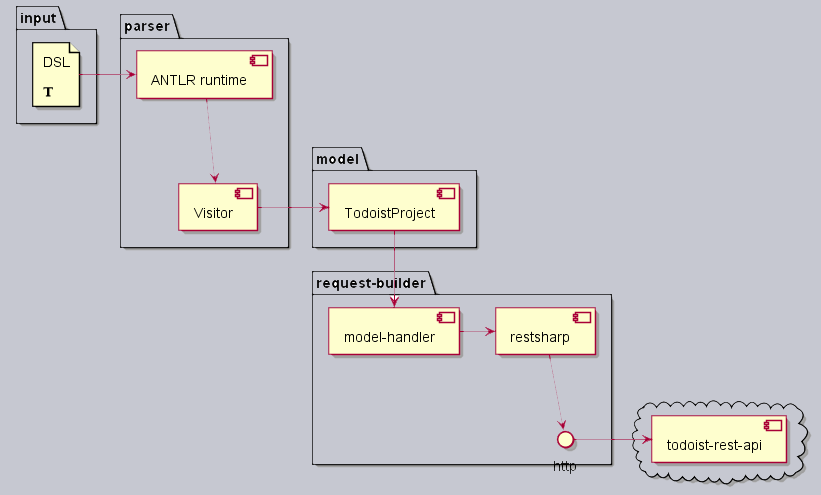 input
DSL
T
parser
ANTLR runtime
Visitor
model
TodoistProject
request-builder
model-handler
restsharp
http
todoist-rest-api